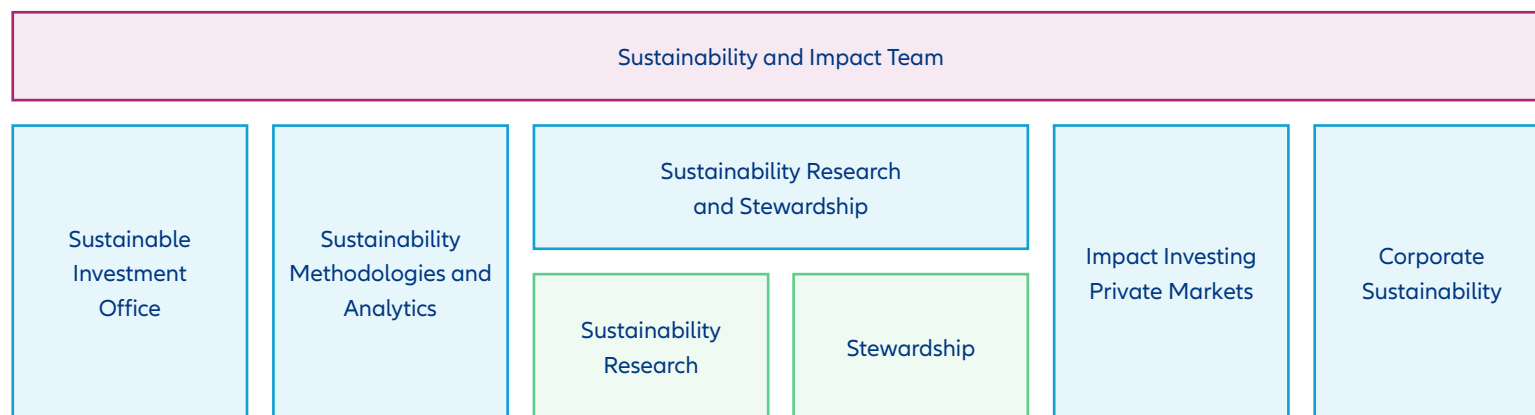 Sustainability and Impact Team
Sustainable
Investment
Office
Sustainability
Methodologies and
Analytics
Sustainability Research
and Stewardship
Sustainability
Research
Stewardship
Impact Investing
Private Markets
Corporate
Sustainability